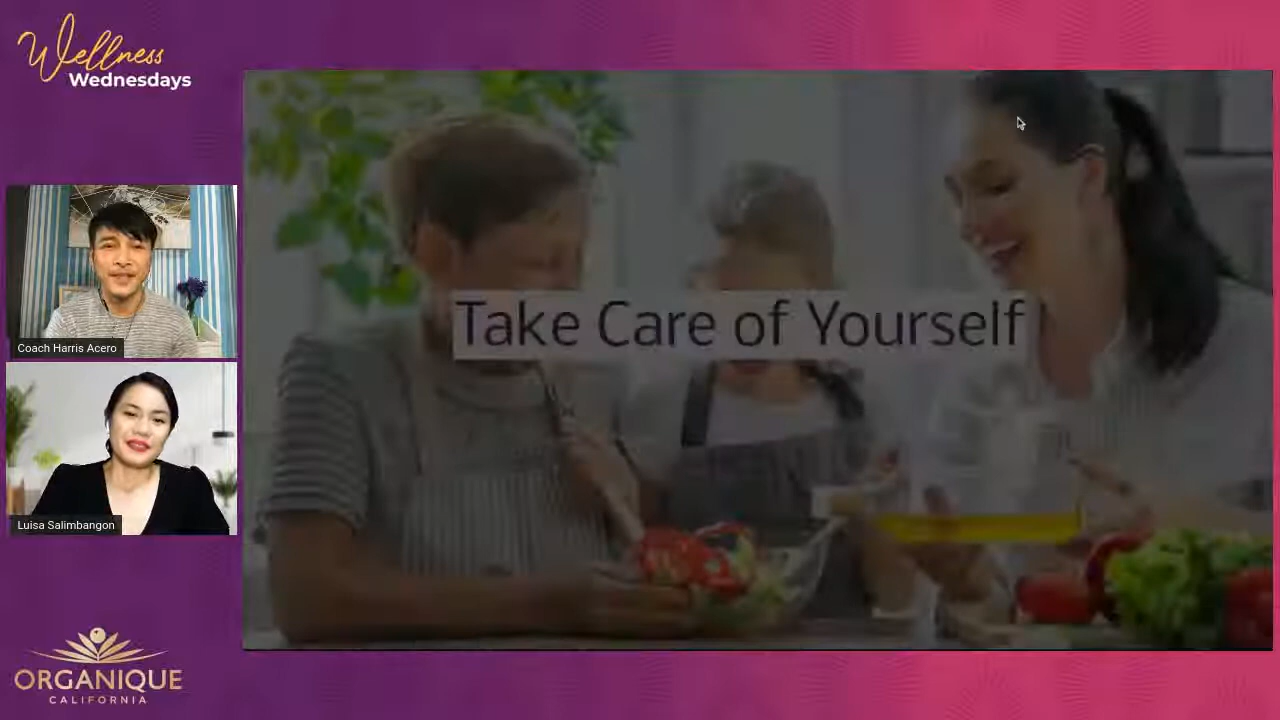 Wellness
Wednesdays
Coach Harris Acero
Luisa Salimbangon
Take Care of Yourself
ORGANIQUE
CALIFORNIA